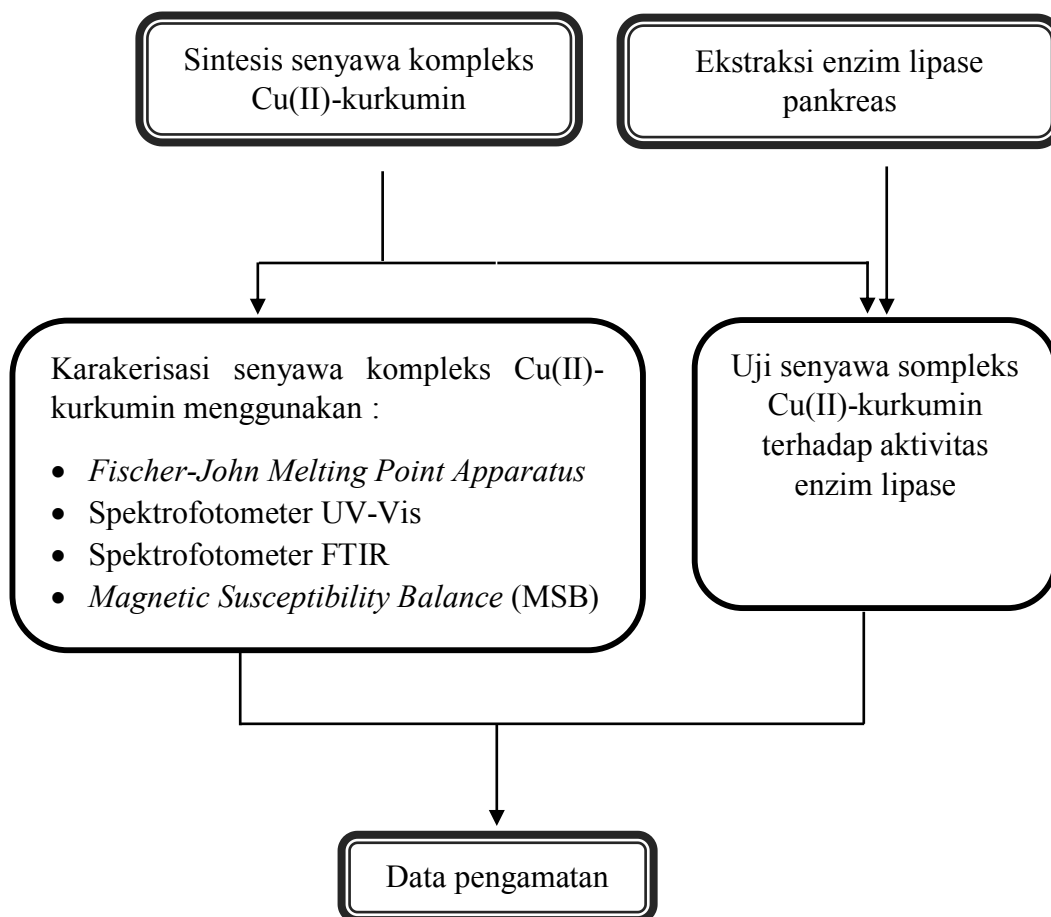 Sintesis senyawa kompleks
Cu(II)-kurkumin
Ekstraksi enzim lipase
pankreas
Karakerisasi senyawa kompleks Cu(II)-
kurkumin menggunakan :
• Fischer-John Melting Point Apparatus
• Spektrofotometer UV-Vis
• Spektrofotometer FTIR
• Magnetic Susceptibility Balance (MSB)
Uji senyawa sompleks
Cu(II)-kurkumin
terhadap aktivitas
enzim lipase
Data pengamatan